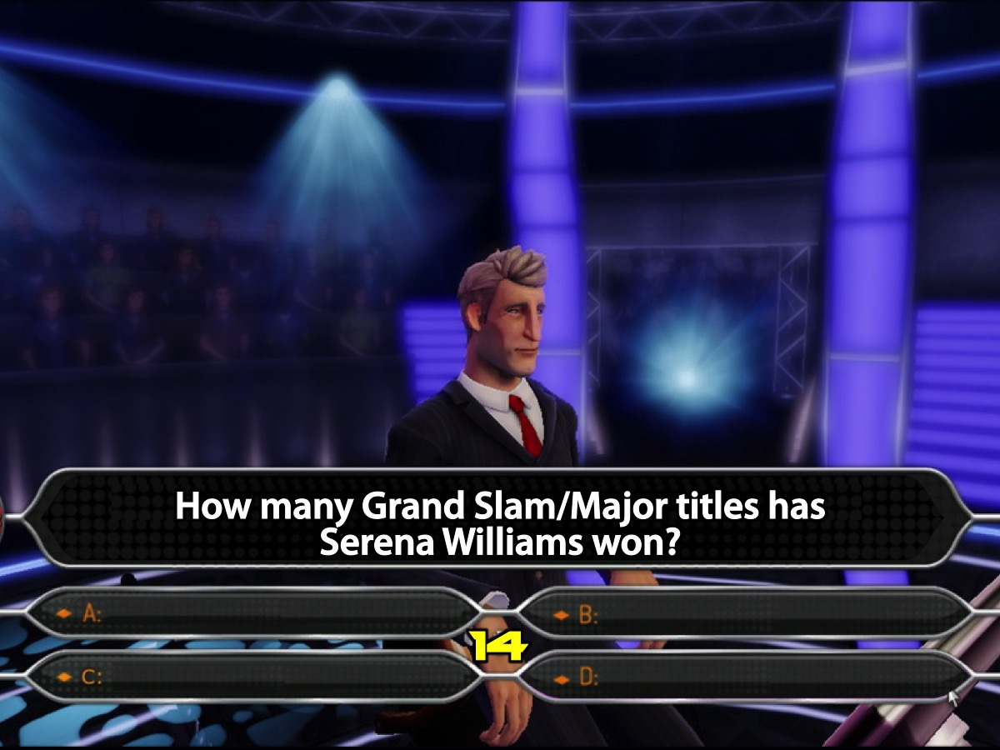 How many Grand Slam/Major titles has
Serena Williams won?
A:
B:
14
C:
D: